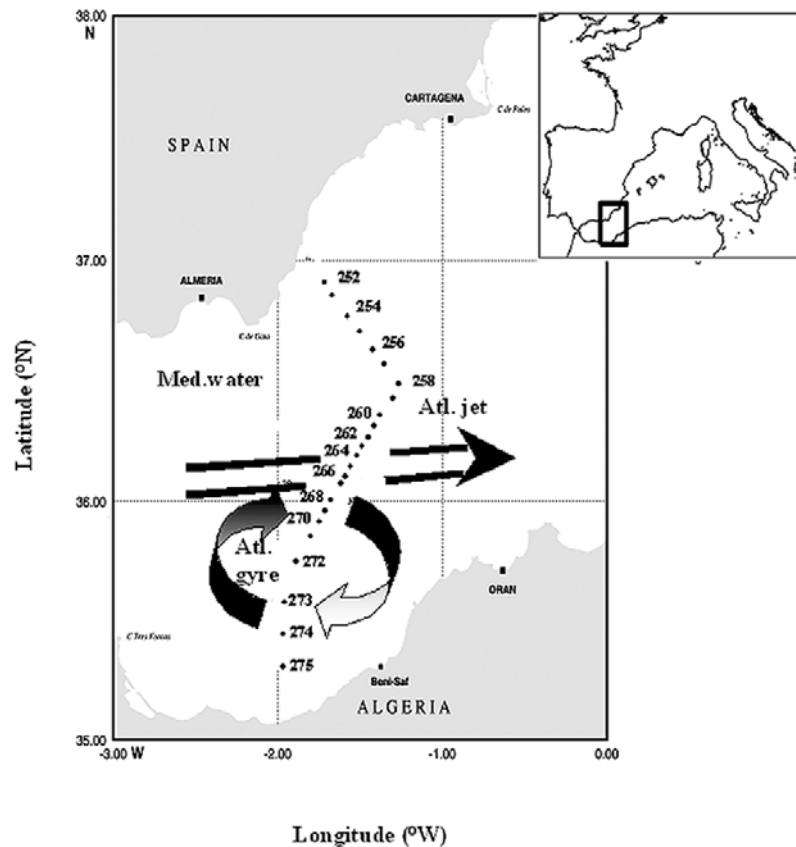 38.00
N
CARTAGENA
C de Palos
SPAIN
37.00
252
ALMERIA
254
C de Gata
256
Med.water
258
Atl. jet
260
262
264
266
36.00
268
270
Atl.
gyre
272
ORAN
273
C Tres Forcas
274
275
Beni-Saf
ALGERIA
35.00
-3.00 W
-2.00
-1.00
0.00
Latitude (°N)
Longitude (°W)